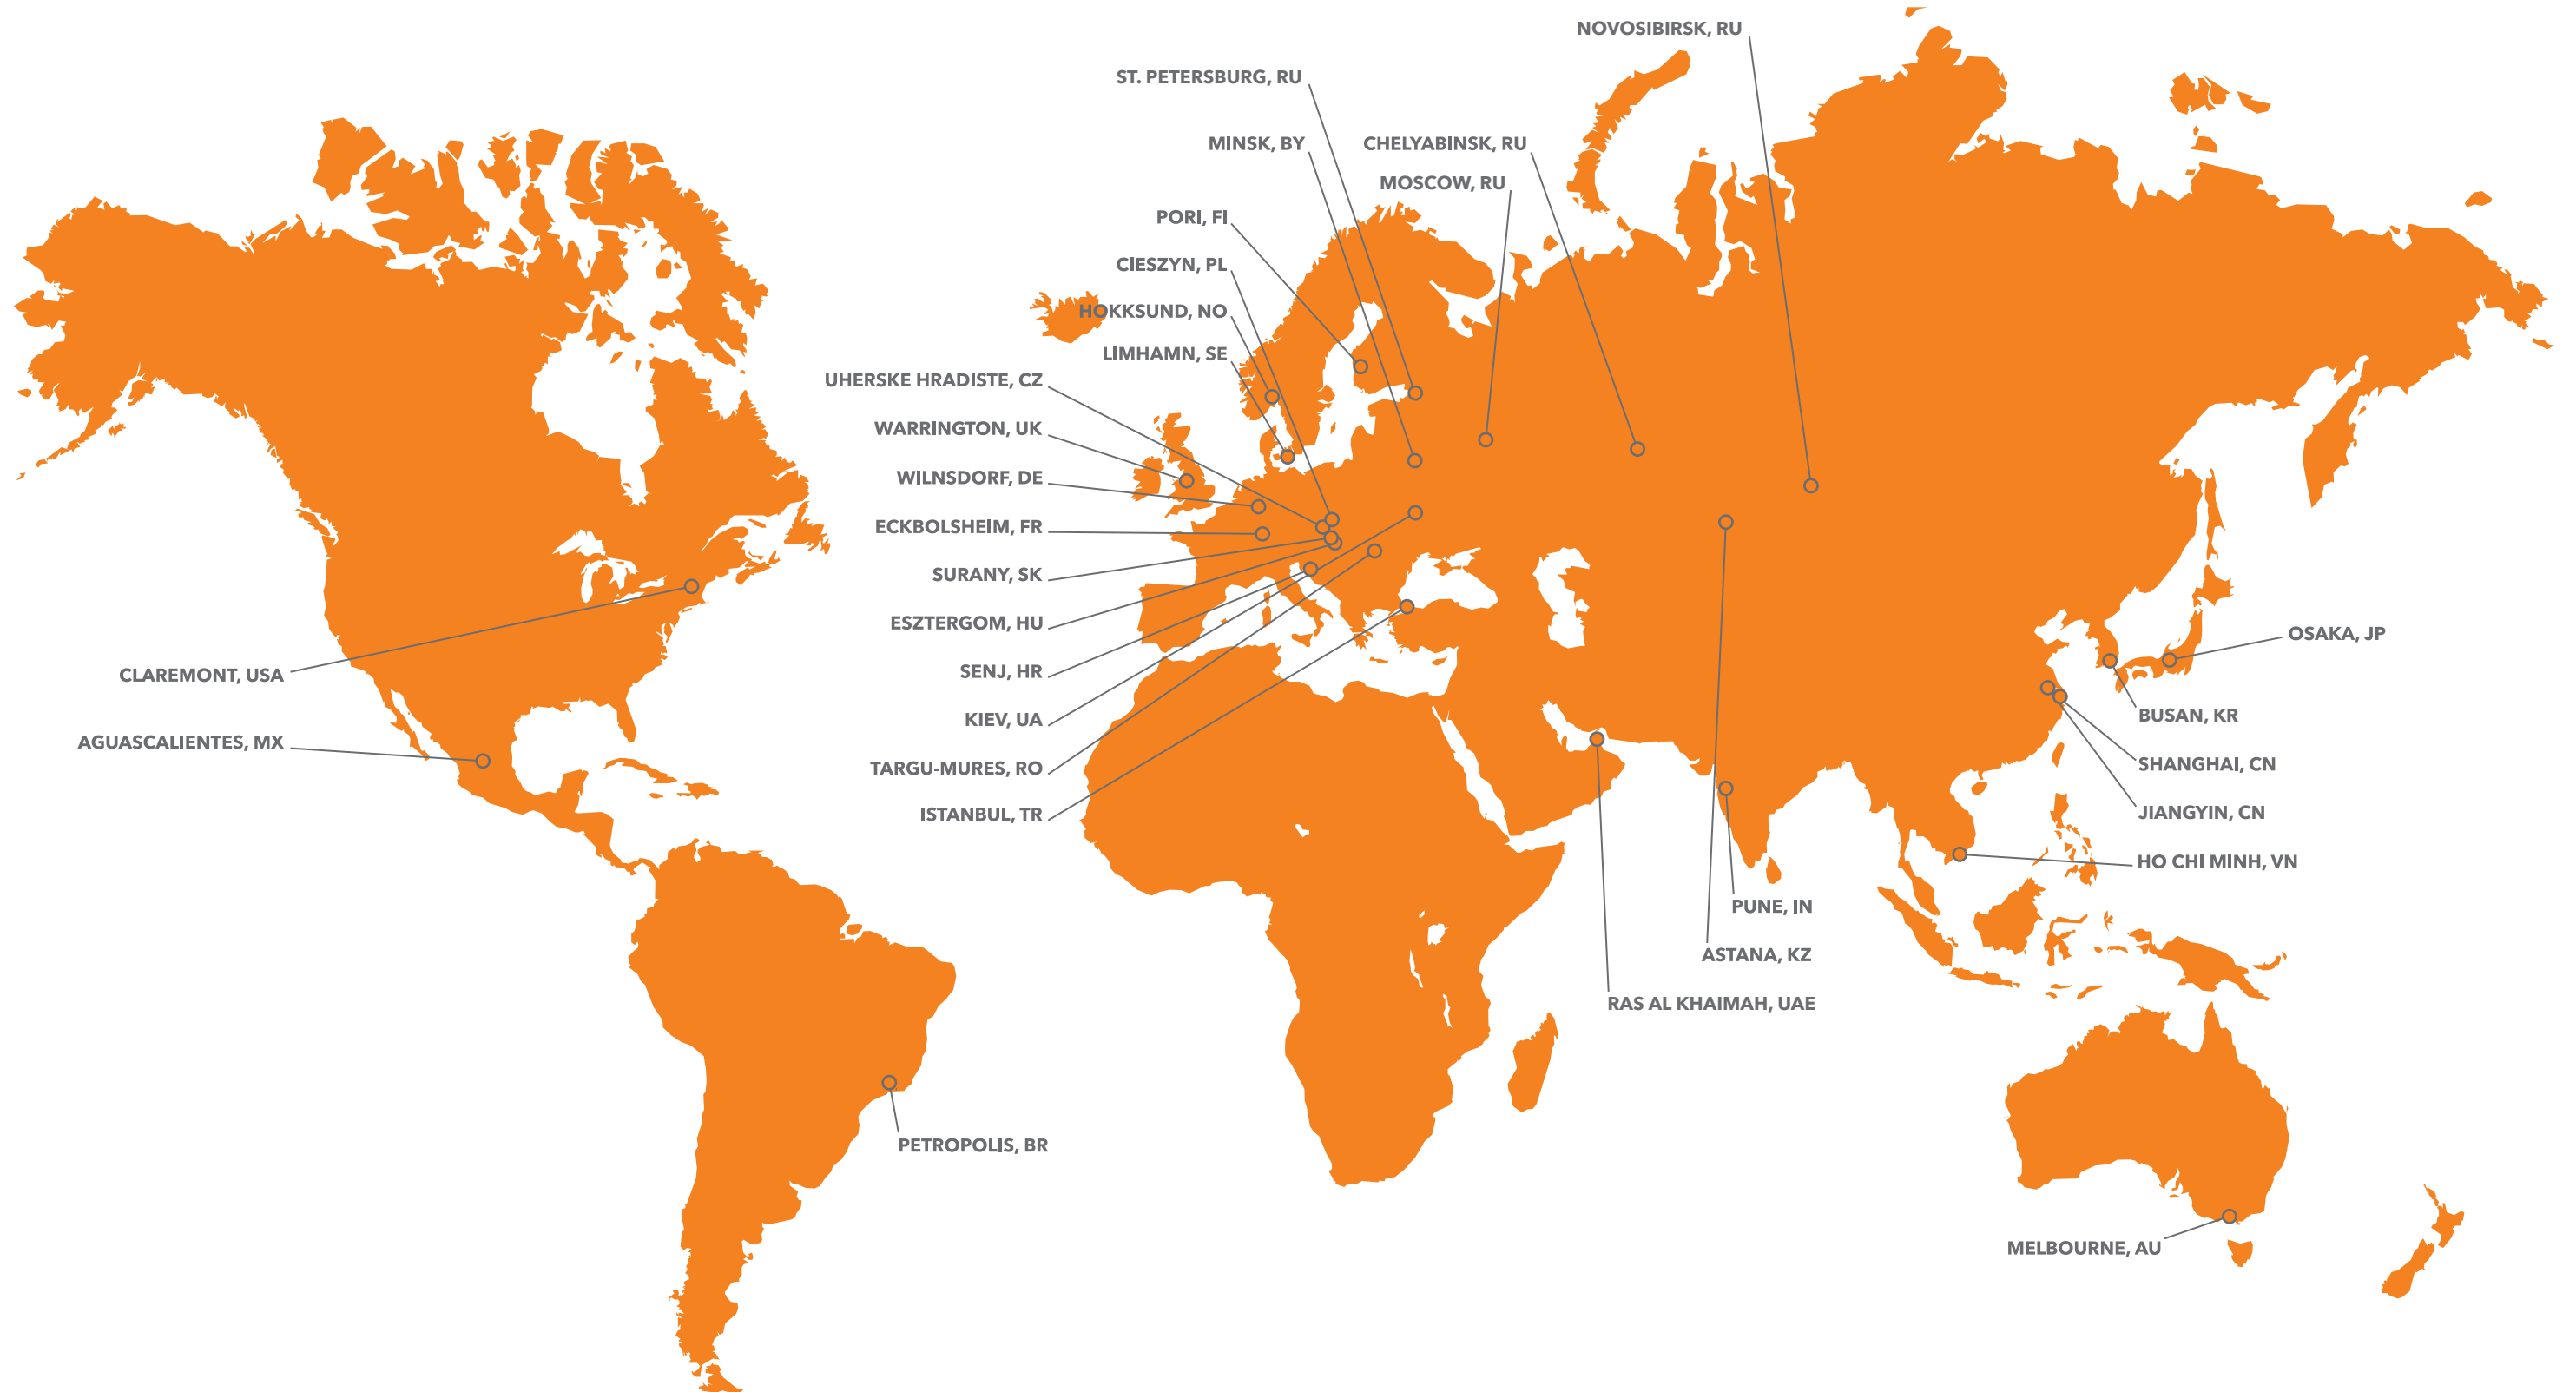 NOVOSIBIRSK, RU
ST. PETERSBURG, RU
MINSK, BY
CHELYABINSK, RU
MOSCOW, RU
PORI, FI
CIESZYN, PL
HOKKSUND, NO
LIMHAMN, SE
UHERSKE HRADISTE, CZ
WARRINGTON, UK
WILNSDORF, DE
ECKBOLSHEIM, FR
SURANY, SK
ESZTERGOM, HU
SENJ, HR
KIEV, UA
TARGU-MURES, RO
ISTANBUL, TR
CLAREMONT, USA
AGUASCALIENTES, MX
PETROPOLIS, BR
OSAKA, JP
BUSAN, KR
SHANGHAI, CN
JIANGYIN, CN
HO CHI MINH, VN
PUNE, IN
ASTANA, KZ
RAS AL KHAIMAH, UAE
MELBOURNE, AU